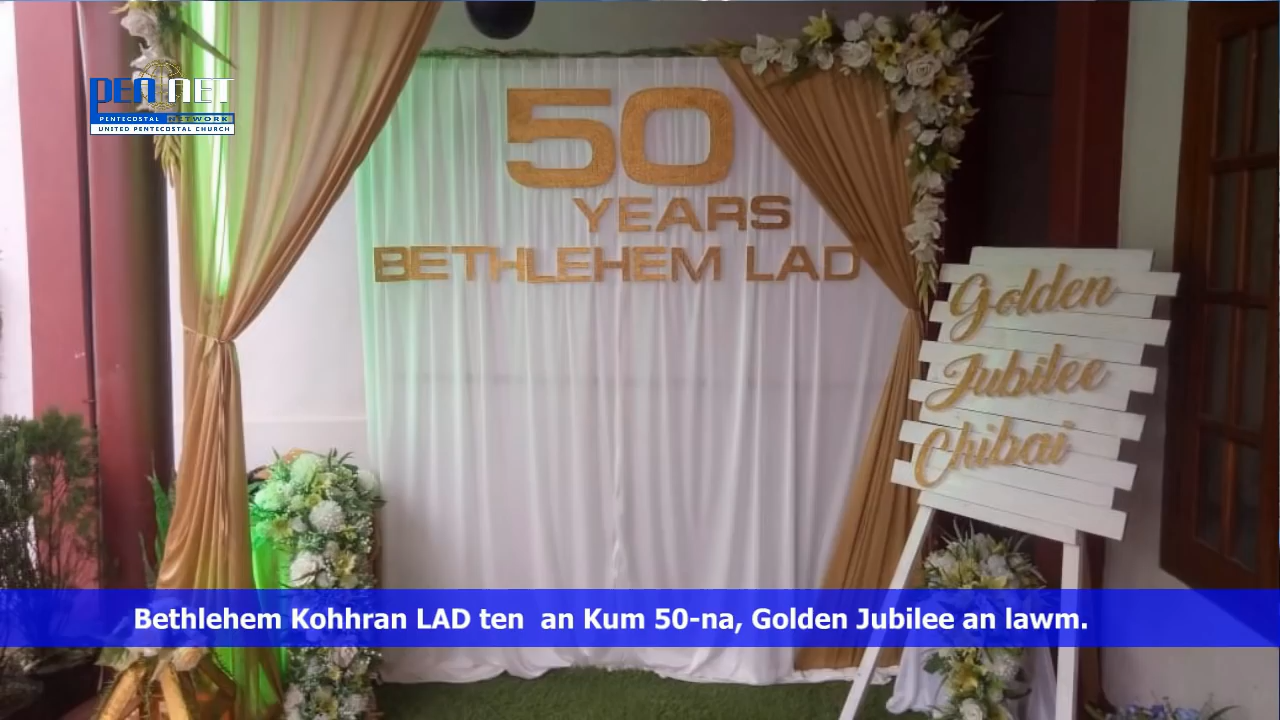 PEN NET
PENTECOSTAL NETWORK
UNITED PENTECOSTAL CHURCH
50
YEARS
BETHLEHEM LAD
Golden
Jubilee
Chibai
Bethlehem Kohhran LAD ten an Kum 50-na, Golden Jubilee an lawm.